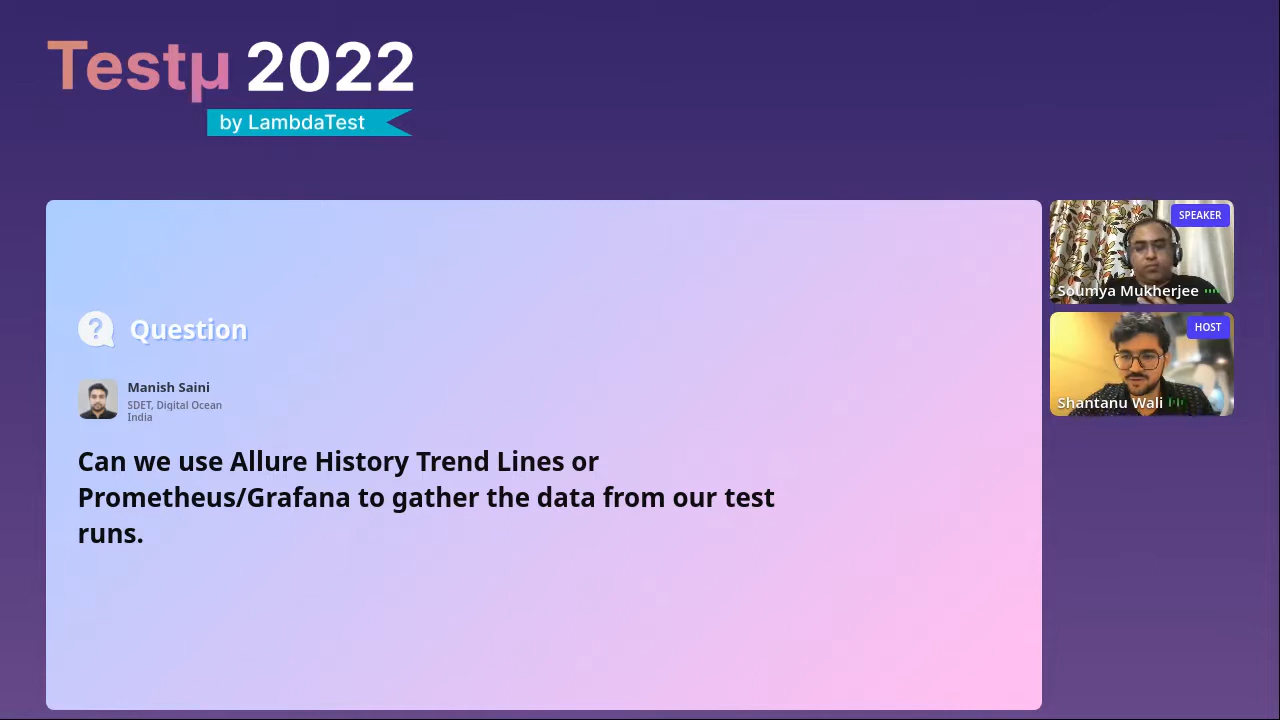 Testμ 2022
by LambdaTest
SPEAKER
Soumya Mukherjee
HOST
Shantanu Wali
Question
Manish Saini
SDET, Digital Ocean
India
Can we use Allure History Trend Lines or
Prometheus/Grafana to gather the data from our test
runs.